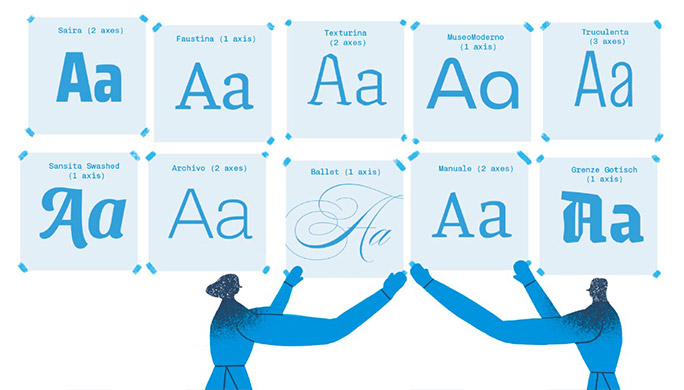 Saira (2 axes)
Aa
Faustina (1 axis)
Aa
Texturina
(2 axes)
Aa
MuseoModerno
(1 axis)
Aa
Truculenta
(3 axes)
Aa
Sansita Swashed
(1 axis)
Aa
Archivo (2 axes)
Aa
Ballet (1 axis)
Aa
Manuale (2 axes)
Aa
Grenze Gotisch
(1 axis)
Aa